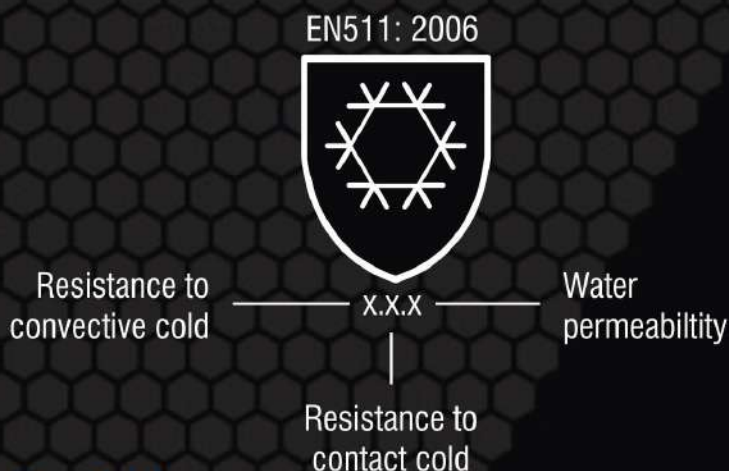 EN511: 2006
Resistance to
convective cold
X.X.X
Water
permeabiltity
Resistance to
contact cold